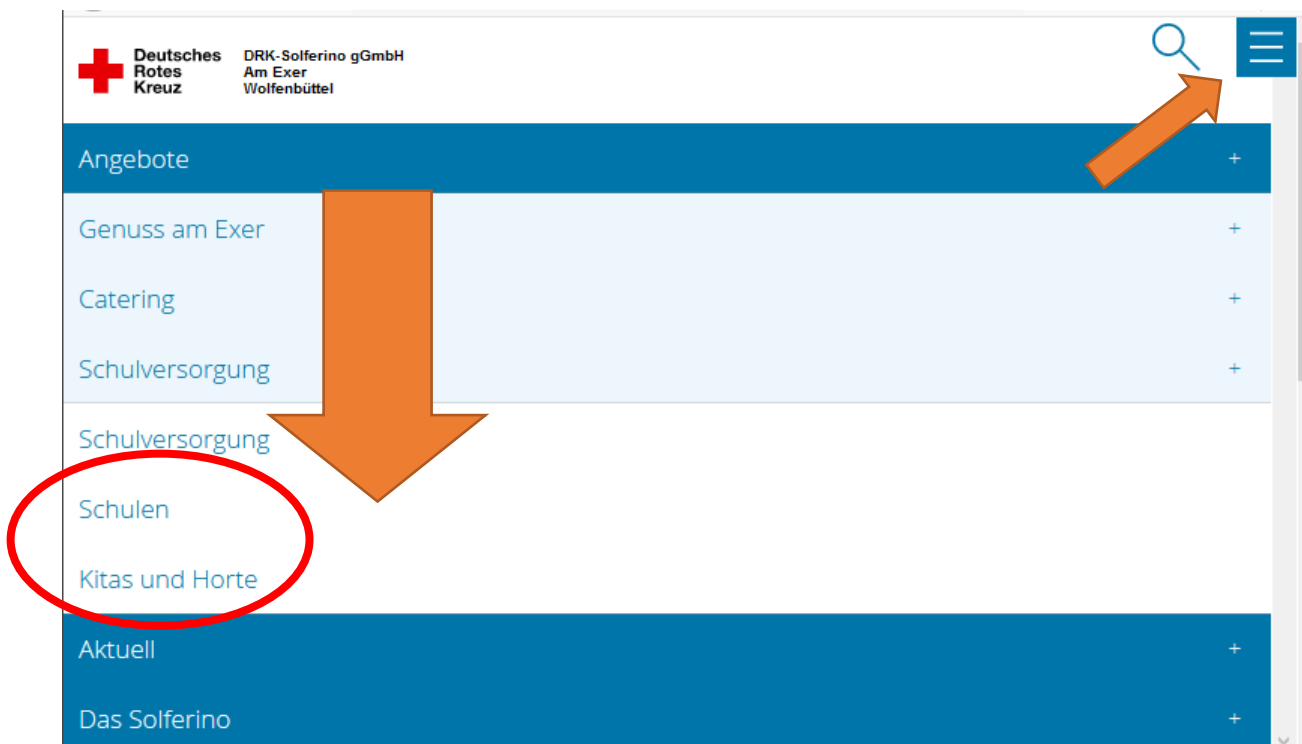 Deutsches
Rotes
Kreuz
DRK-Solferino gGmbH
Am Exer
Wolfenbüttel
Angebote +
Genuss am Exer +
Catering +
Schulversorgung +
Schulversorgung
Schulen
Kitas und Horte
Aktuell +
Das Solferino +